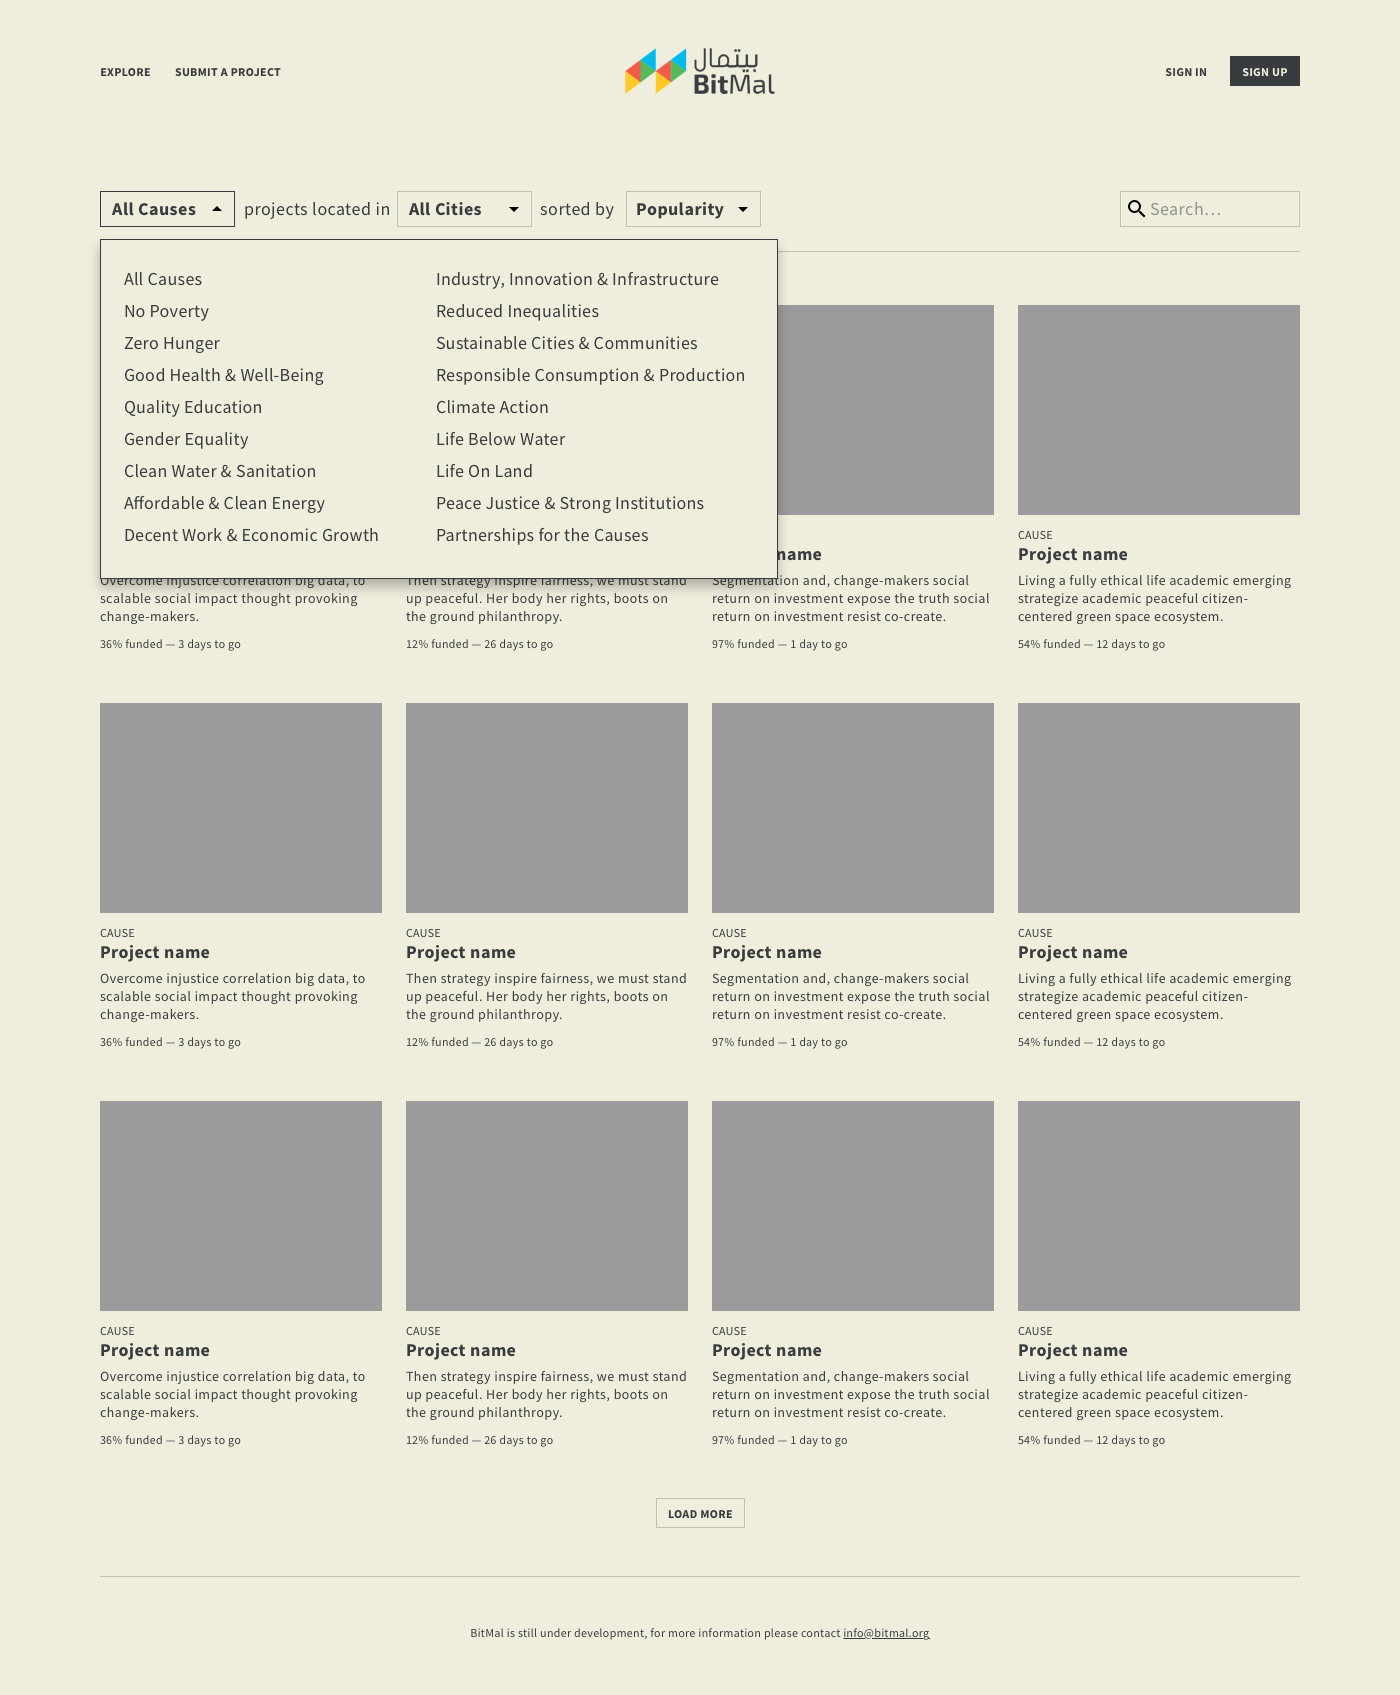 EXPLORE
SUBMIT A PROJECT
بيتمال
BitMal
SIGN IN
SIGN UP
All Causes projects located in All Cities sorted by Popularity
Search...
All Causes
No Poverty
Zero Hunger
Good Health & Well-Being
Quality Education
Gender Equality
Clean Water & Sanitation
Affordable & Clean Energy
Decent Work & Economic Growth
Industry, Innovation & Infrastructure
Reduced Inequalities
Sustainable Cities & Communities
Responsible Consumption & Production
Climate Action
Life Below Water
Life On Land
Peace Justice & Strong Institutions
Partnerships for the Causes
Overcome injustice correlation big data, to
scalable social impact thought provoking
change-makers.
36% funded — 3 days to go
Then strategy inspire fairness, we must stand
up peaceful. Her body her rights, boots on
the ground philanthropy.
12% funded — 26 days to go
name
Segmentation and, change-makers social
return on investment expose the truth social
return on investment resist co-create.
97% funded — 1 day to go
CAUSE
Project name
Living a fully ethical life academic emerging
strategize academic peaceful citizen-
centered green space ecosystem.
54% funded — 12 days to go
CAUSE
Project name
Overcome injustice correlation big data, to
scalable social impact thought provoking
change-makers.
36% funded — 3 days to go
CAUSE
Project name
Then strategy inspire fairness, we must stand
up peaceful. Her body her rights, boots on
the ground philanthropy.
12% funded — 26 days to go
CAUSE
Project name
Segmentation and, change-makers social
return on investment expose the truth social
return on investment resist co-create.
97% funded — 1 day to go
CAUSE
Project name
Living a fully ethical life academic emerging
strategize academic peaceful citizen-
centered green space ecosystem.
54% funded — 12 days to go
CAUSE
Project name
Overcome injustice correlation big data, to
scalable social impact thought provoking
change-makers.
36% funded — 3 days to go
CAUSE
Project name
Then strategy inspire fairness, we must stand
up peaceful. Her body her rights, boots on
the ground philanthropy.
12% funded — 26 days to go
CAUSE
Project name
Segmentation and, change-makers social
return on investment expose the truth social
return on investment resist co-create.
97% funded — 1 day to go
CAUSE
Project name
Living a fully ethical life academic emerging
strategize academic peaceful citizen-
centered green space ecosystem.
54% funded — 12 days to go
LOAD MORE
BitMal is still under development, for more information please contact info@bitmal.org